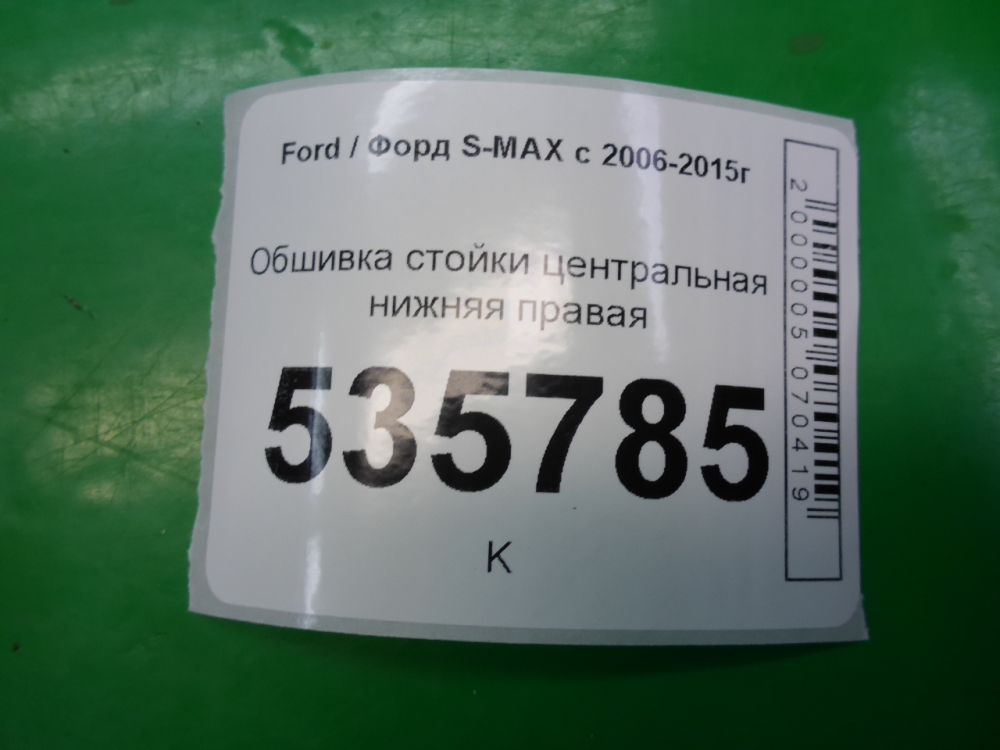 Ford / Форд S-MAX с 2006-2015г
Обшивка стойки центральная
нижняя правая
535785
К
2000005070419